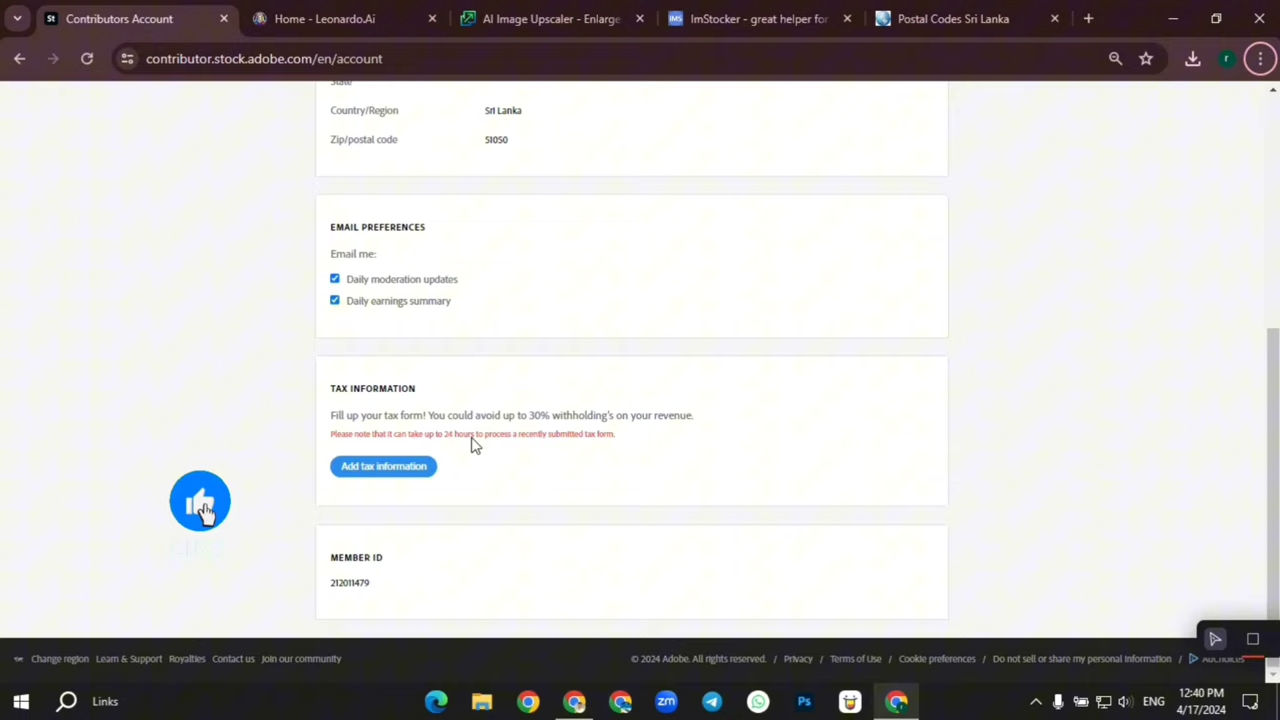 Contributors Account
Home - Leonardo.Ai
AI Image Upscaler - Enlarge
IMS
ImStocker - great helper for
Postal Codes Sri Lanka
contributor.stock.adobe.com/en/account
r
State
Country/Region Sri Lanka
Zip/postal code 51050
EMAIL PREFERENCES
Email me:
Daily moderation updates
Daily earnings summary
TAX INFORMATION
Fill up your tax form! You could avoid up to 30% withholding's on your revenue.
Please note that it can take up to 24 hours to process a recently submitted tax form.
Add tax information
MEMBER ID
212011479
Change region Learn & Support Royalties Contact us Join our community
© 2024 Adobe. All rights reserved. / Privacy / Terms of Use / Cookie preferences / Do not sell or share my personal information / AdChoices
Links
zm
Ps
ENG
12:40 PM
4/17/2024